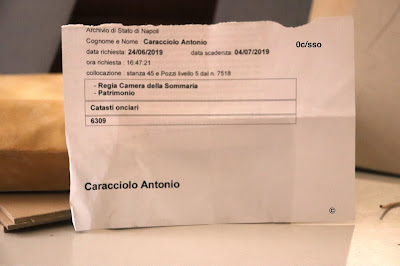 Archivio di Stato di Napoli
Cognome e Nome Caracciolo Antonio 0c/sso
data richiesta: 24/06/2019 data scadenza 04/07/2019
ora richiesta : 16:47:21
collocazione : stanza 45 e Pozzi livello 5 dal n. 7518
- Regia Camera della Sommaria
- Patrimonio
Catasti onciari
6309
Caracciolo Antonio
©